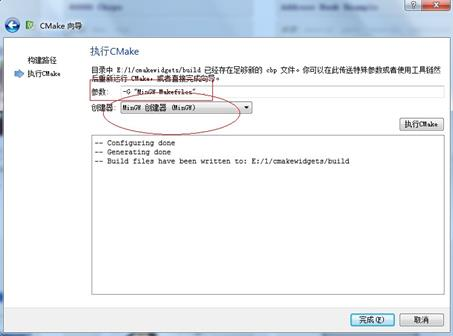 CMake 向导
构建路径
执行CMake
执行CMake
目录中 E:/1/cmakewidgets/build 已经存在足够新的 cbp 文件。你可以在此传送特殊参数或者使用工具链然
后重新运行 CMake。或者直接完成向导。
参数: -G "MinGW Makefiles"
创建器: MinGW 创建器 (MinGW)
执行CMake
-- Configuring done
-- Generating done
-- Build files have been written to: E:/1/cmakewidgets/build
完成(F)
取消